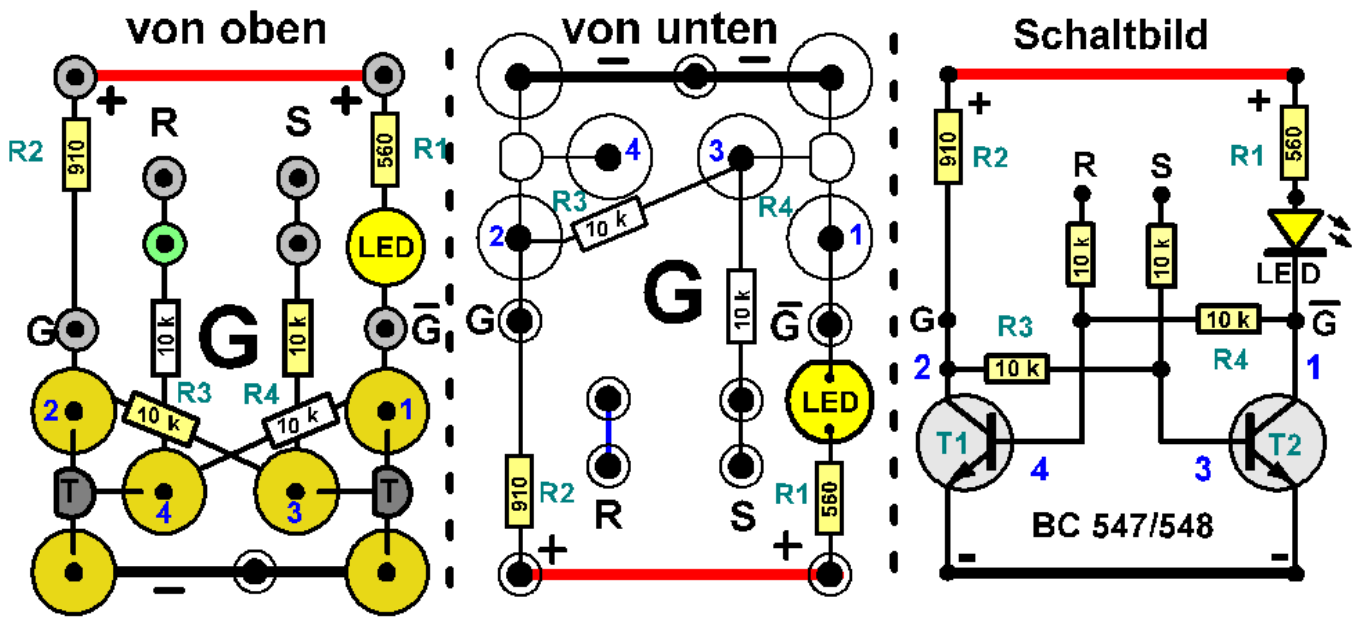 von oben
+
+
R
S
R2
910
560
R1
LED
G
10 k
G
10 k
G̅
R3
R4
2
10 k
10 k
1
T
4
3
T
−
von unten
−
−
4
3
R3
R4
2
10 k
1
G
10 k
G
G̅
LED
910
R2
R
S
R1
560
+
+
Schaltbild
+
+
910
R2
R
S
R1
560
10 k
10 k
LED
G
R3
10 k
G̅
2
10 k
R4
1
T1
4
3
T2
BC 547/548
-
-